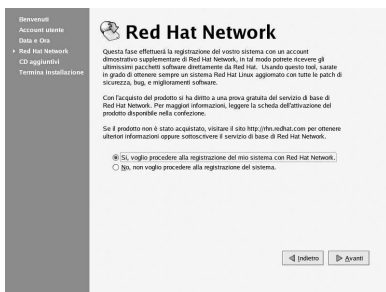 Benvenuti
Account utente
Data e Ora
Red Hat Network
CD aggiuntivi
Termina installazione
Red Hat Network
Questa fase effettuerà la registrazione del vostro sistema con un account
dimostrativo supplementare di Red Hat Network, in tal modo potrete ricevere gli
ultimissimi pacchetti software direttamente da Red Hat. Usando questo tool, sarate
in grado di ottenere sempre un sistema Red Hat Linux aggiornato con tutte le patch di
sicurezza, bug, e miglioramenti software.
Con l'acquisto del prodotto si ha diritto a una prova gratuita del servizio di base di
Red Hat Network. Per maggiori informazioni, leggere la scheda dell'attivazione del
prodotto disponibile nella confezione.
Se il prodotto non è stato acquistato, visitare il sito http://rhn.redhat.com per ottenere
ulteriori informazioni oppure sottoscrivere il servizio di base di Red Hat Network.
Sì, voglio procedere alla registrazione del mio sistema con Red Hat Network.
No, non voglio procedere alla registrazione del sistema.
Indietro
Avanti